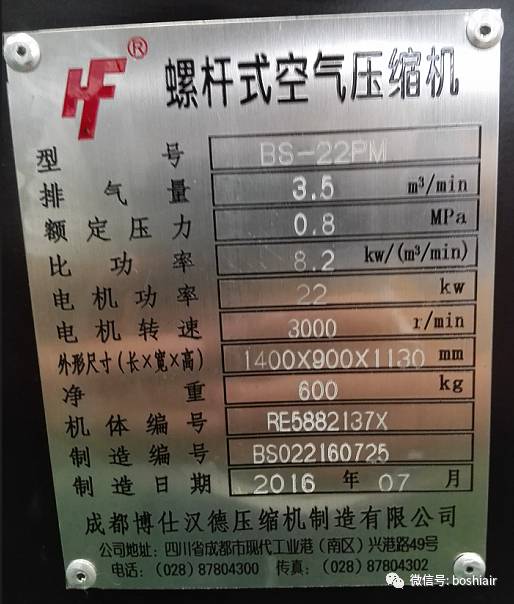 HF® 螺杆式空气压缩机
型号 BS-22PM
排气量 3.5 m³/min
额定压力 0.8 MPa
比功率 8.2 kw/(m³/min)
电机功率 22 kw
电机转速 3000 r/min
外形尺寸(长×宽×高) 1400X900X1130 mm
净重 600 kg
机体编号 RE5882137X
制造编号 BS022160725
制造日期 2016 年 07 月
成都博仕汉德压缩机制造有限公司
公司地址: 四川省成都市现代工业港(南区)兴港路49号
电话: (028) 87804300 传真: (028) 87804302
微信号: boshiair